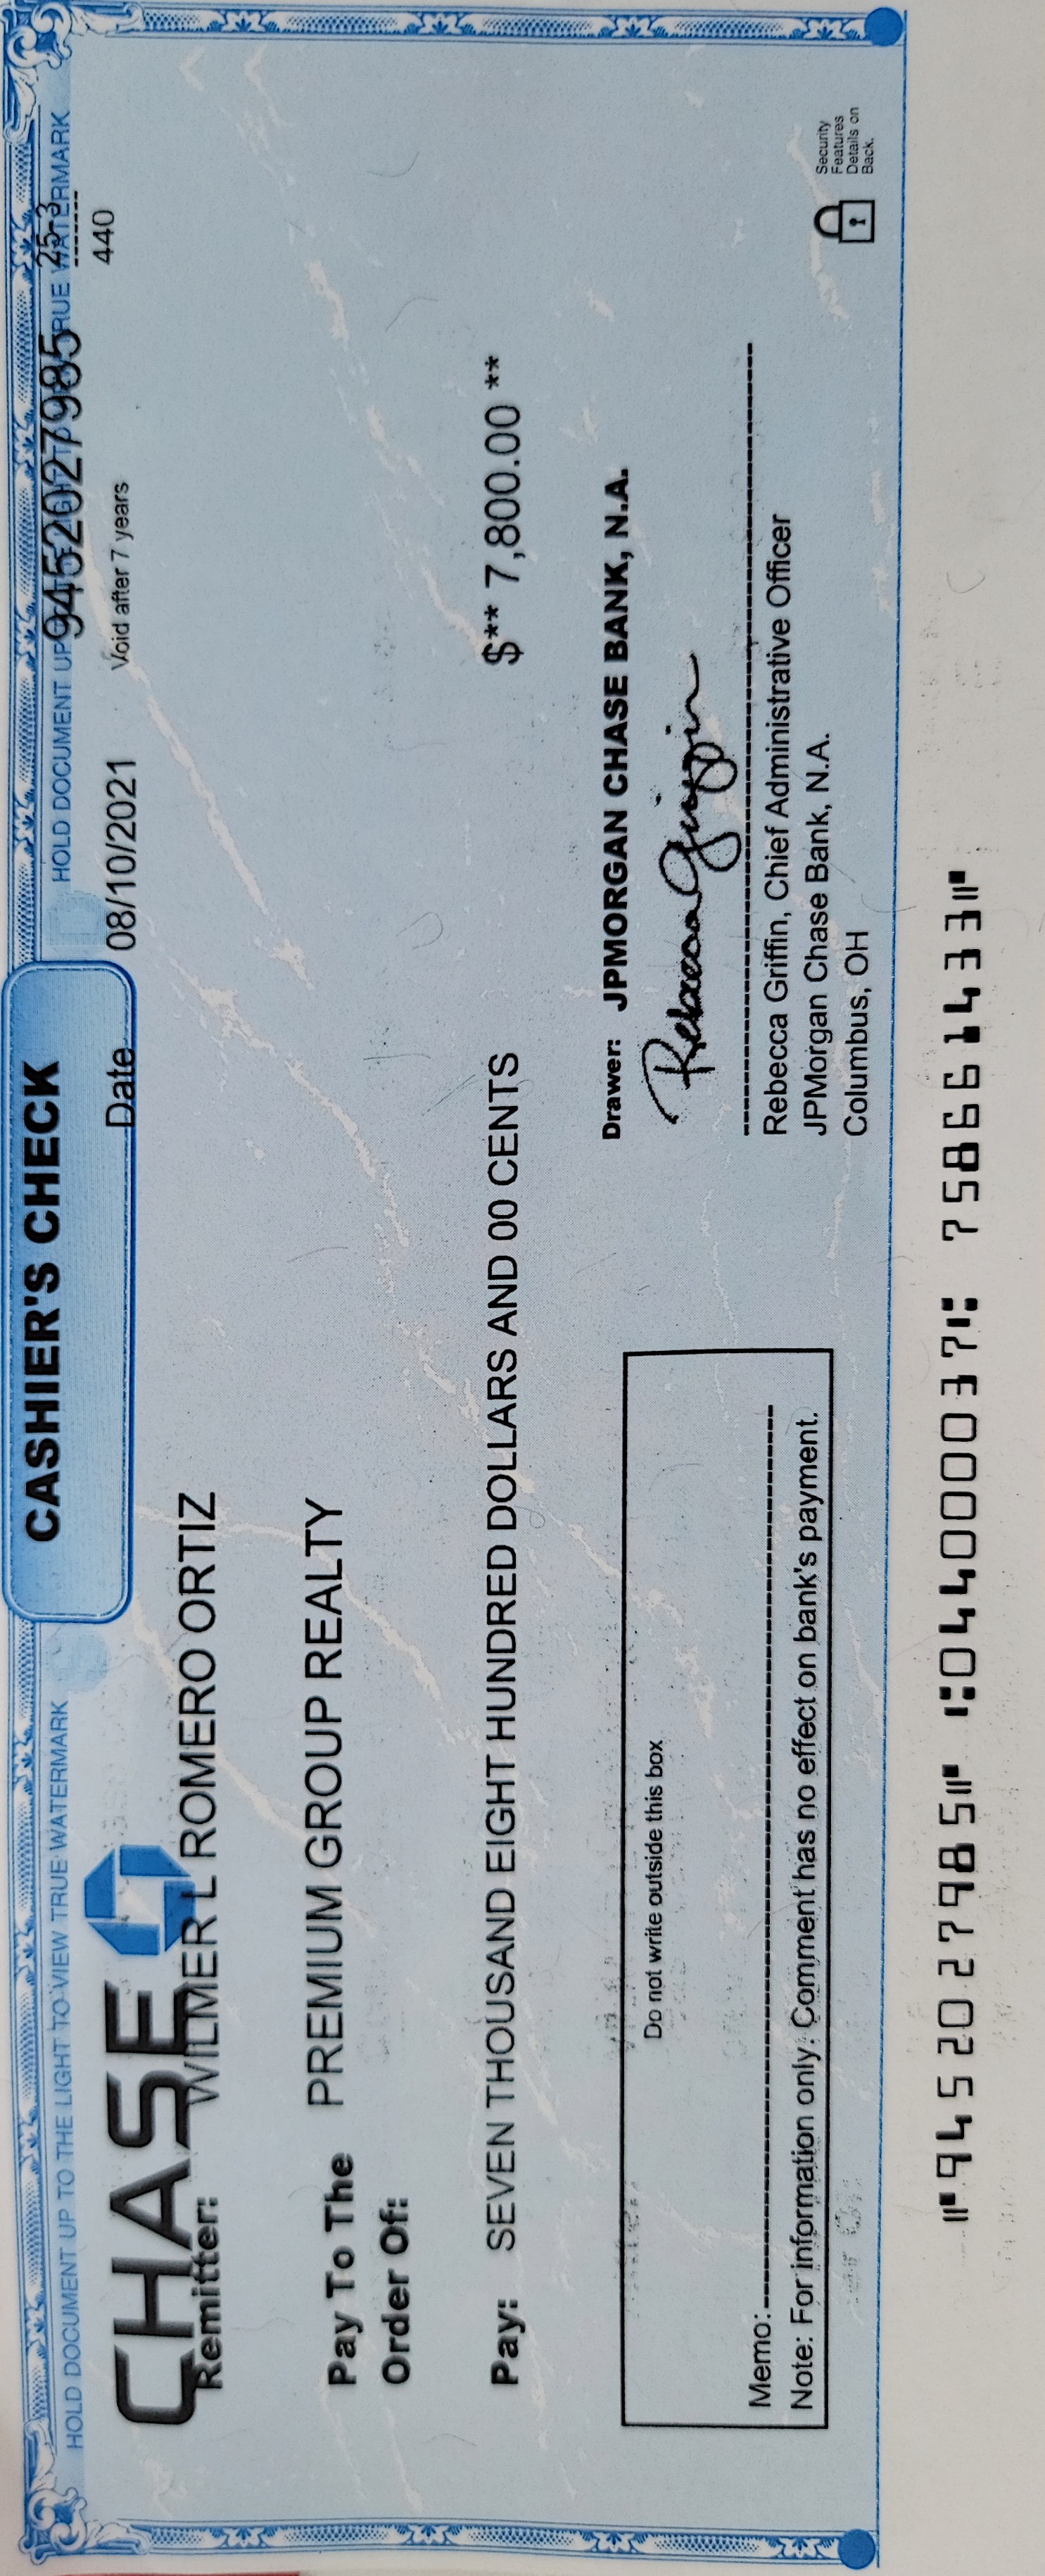 CASHIER'S CHECK
HOLD DOCUMENT UP TO THE LIGHT TO VIEW TRUE WATERMARK
HOLD DOCUMENT UP TO THE LIGHT TO VIEW TRUE WATERMARK
CHASE
9452027985
25-3
440
Date 08/10/2021
Void after 7 years
Remitter: WILMER L ROMERO ORTIZ
Pay To The
Order Of: PREMIUM GROUP REALTY
Pay: SEVEN THOUSAND EIGHT HUNDRED DOLLARS AND 00 CENTS
$** 7,800.00 **
Do not write outside this box
Memo:
Note: For information only. Comment has no effect on bank's payment.
Drawer: JPMORGAN CHASE BANK, N.A.
Rebecca Griffin
Rebecca Griffin, Chief Administrative Officer
JPMorgan Chase Bank, N.A.
Columbus, OH
Security
Features
Details on
Back.
⑈9452027985⑈ ⑆044000037⑆ 758661433⑈